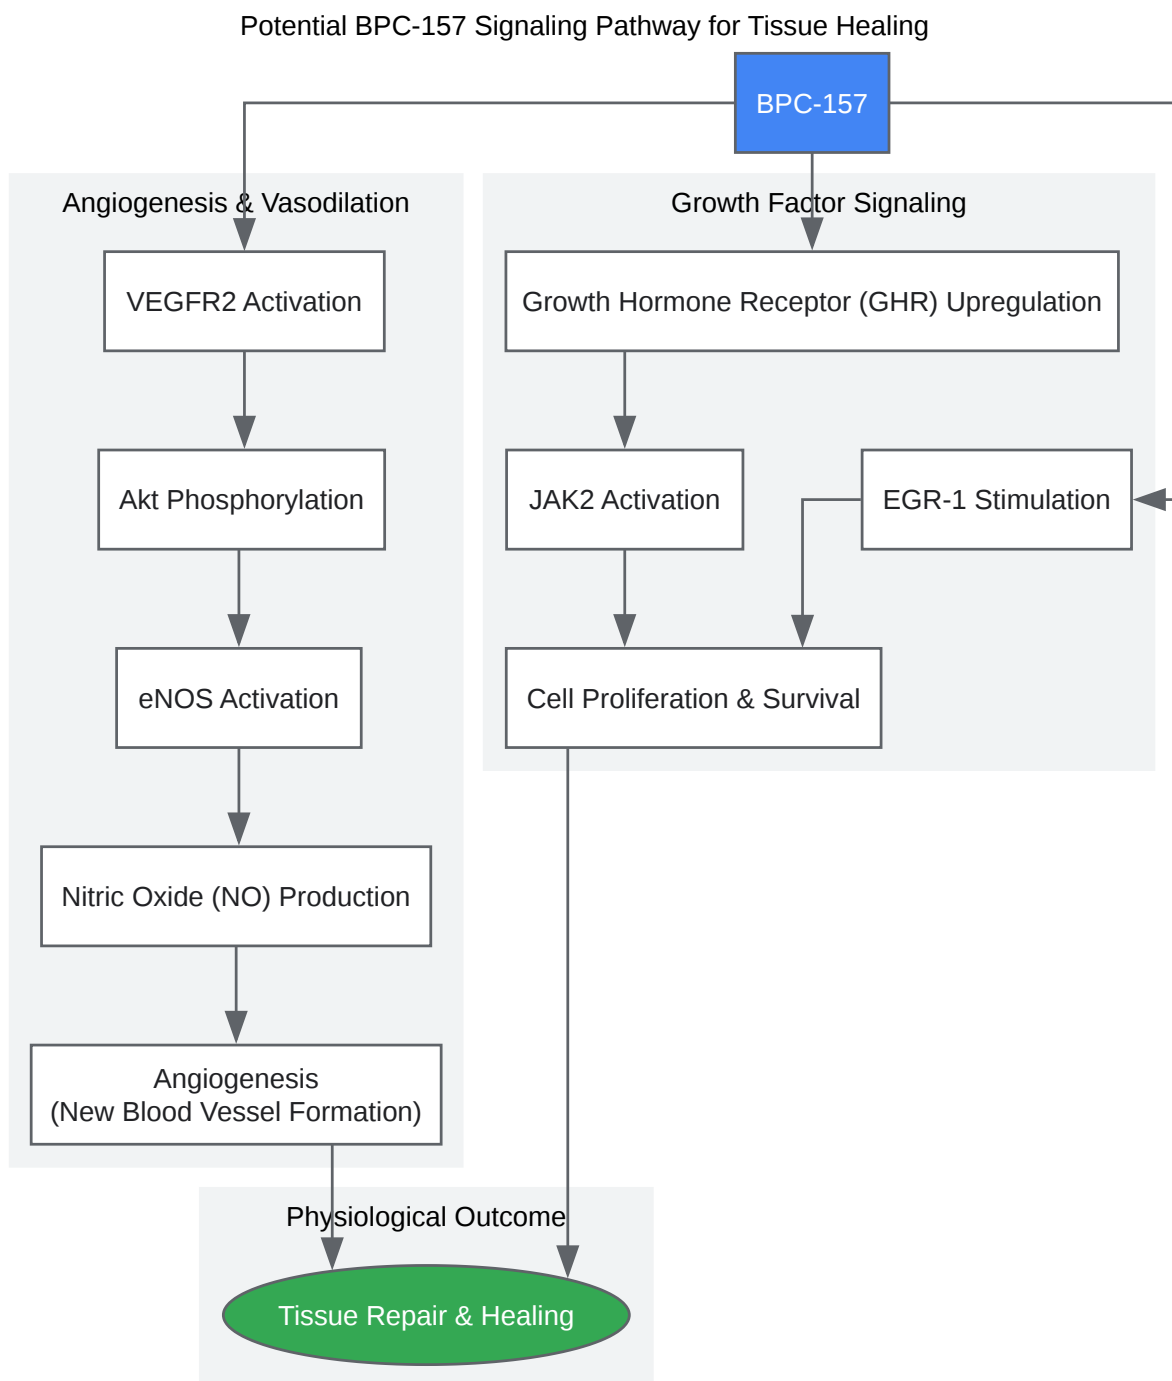 Potential BPC-157 Signaling Pathway for Tissue Healing
BPC-157
Angiogenesis & Vasodilation
VEGFR2 Activation
Akt Phosphorylation
eNOS Activation
Nitric Oxide (NO) Production
Angiogenesis
(New Blood Vessel Formation)
Growth Factor Signaling
Growth Hormone Receptor (GHR) Upregulation
JAK2 Activation
EGR-1 Stimulation
Cell Proliferation & Survival
Physiological Outcome
Tissue Repair & Healing